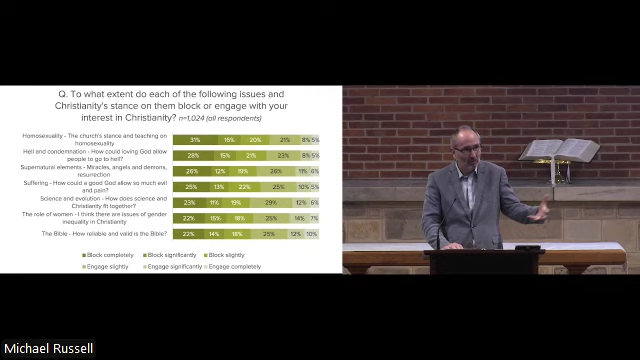 Q. To what extent do each of the following issues and
Christianity's stance on them block or engage with your
interest in Christianity? n=1,024 (all respondents)
Homosexuality - The church's stance and teaching on
homosexuality
31% 16% 20% 21% 8% 5%
Hell and condemnation - How could loving God allow
people to go to hell?
28% 15% 21% 23% 8% 5%
Supernatural elements - Miracles, angels and demons,
resurrection
26% 12% 19% 26% 11% 6%
Suffering - How could a good God allow so much evil
and pain?
25% 13% 22% 25% 10% 5%
Science and evolution - How does science and
Christianity fit together?
23% 11% 19% 29% 12% 6%
The role of women - I think there are issues of gender
inequality in Christianity
22% 15% 18% 25% 14% 7%
The Bible - How reliable and valid is the Bible?
22% 14% 18% 25% 12% 10%
Block completely Block significantly Block slightly
Engage slightly Engage significantly Engage completely
Michael Russell